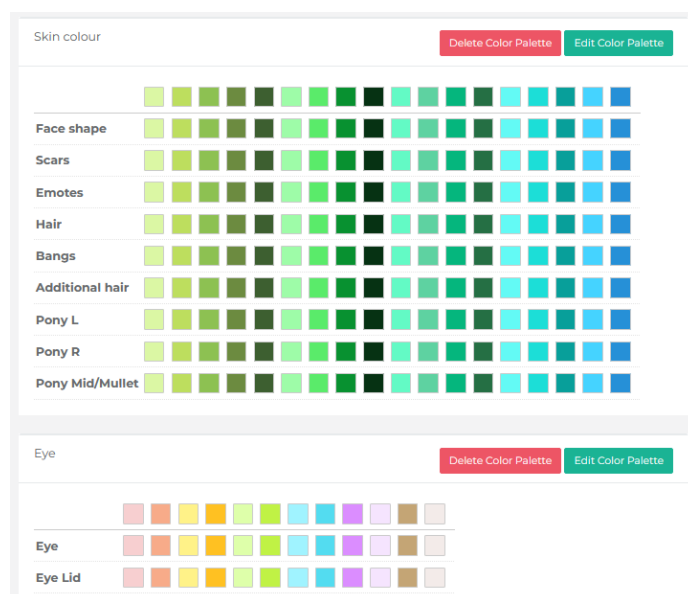 Skin colour
Delete Color Palette
Edit Color Palette
Face shape
Scars
Emotes
Hair
Bangs
Additional hair
Pony L
Pony R
Pony Mid/Mullet
Eye
Delete Color Palette
Edit Color Palette
Eye
Eye Lid